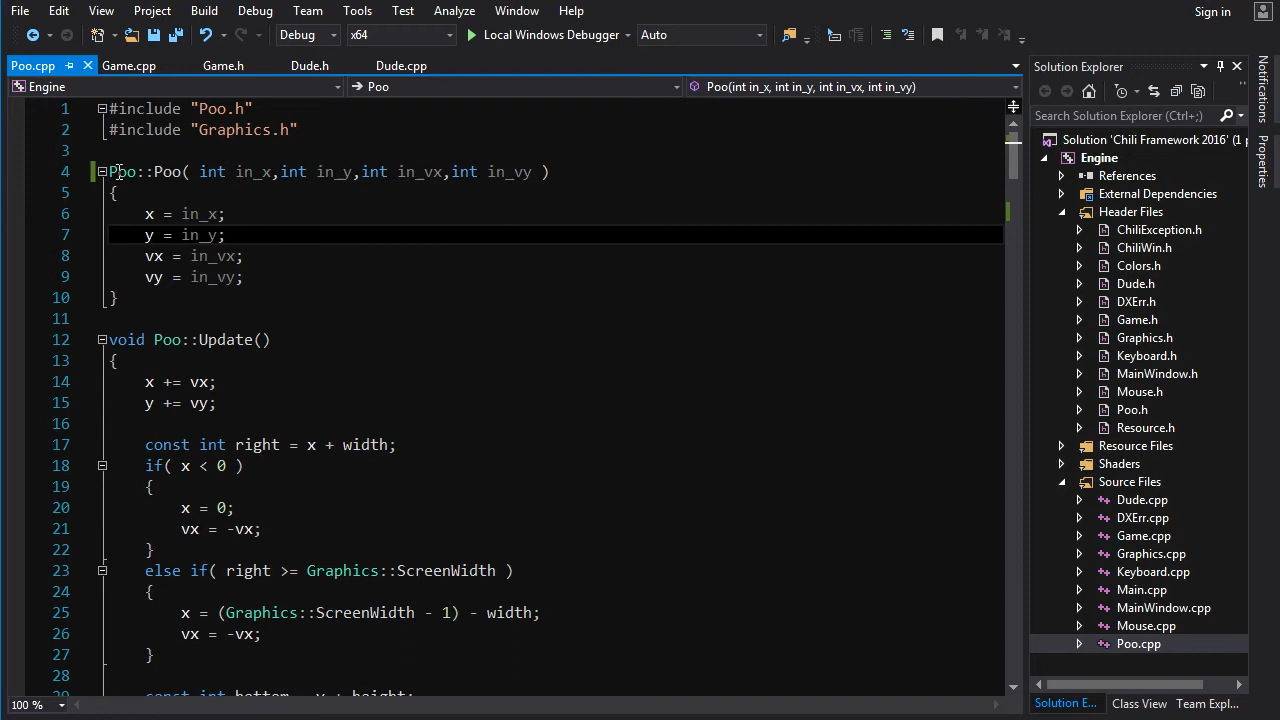 File Edit View Project Build Debug Team Tools Test Analyze Window Help Sign in
Debug x64 Local Windows Debugger Auto
Poo.cpp Game.cpp Game.h Dude.h Dude.cpp
Engine Poo Poo(int in_x, int in_y, int in_vx, int in_vy)
1 #include "Poo.h"
2 #include "Graphics.h"
3
4 Poo::Poo( int in_x,int in_y,int in_vx,int in_vy )
5 {
6 x = in_x;
7 y = in_y;
8 vx = in_vx;
9 vy = in_vy;
10 }
11
12 void Poo::Update()
13 {
14 x += vx;
15 y += vy;
16
17 const int right = x + width;
18 if( x < 0 )
19 {
20 x = 0;
21 vx = -vx;
22 }
23 else if( right >= Graphics::ScreenWidth )
24 {
25 x = (Graphics::ScreenWidth - 1) - width;
26 vx = -vx;
27 }
28
29 const int bottom = y + height;
100 %
Solution Explorer
Search Solution Explorer (Ctrl+;)
Solution 'Chili Framework 2016' (1 p
Engine
References
External Dependencies
Header Files
ChiliException.h
ChiliWin.h
Colors.h
Dude.h
DXErr.h
Game.h
Graphics.h
Keyboard.h
MainWindow.h
Mouse.h
Poo.h
Resource.h
Resource Files
Shaders
Source Files
Dude.cpp
DXErr.cpp
Game.cpp
Graphics.cpp
Keyboard.cpp
Main.cpp
MainWindow.cpp
Mouse.cpp
Poo.cpp
Solution E... Class View Team Expl...
Notifications
Properties